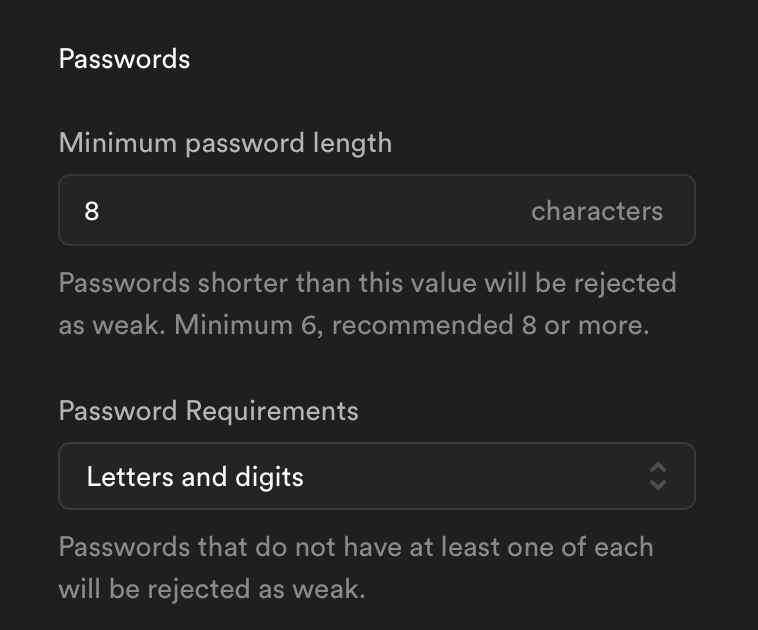 Passwords
Minimum password length
8 characters
Passwords shorter than this value will be rejected
as weak. Minimum 6, recommended 8 or more.
Password Requirements
Letters and digits
Passwords that do not have at least one of each
will be rejected as weak.